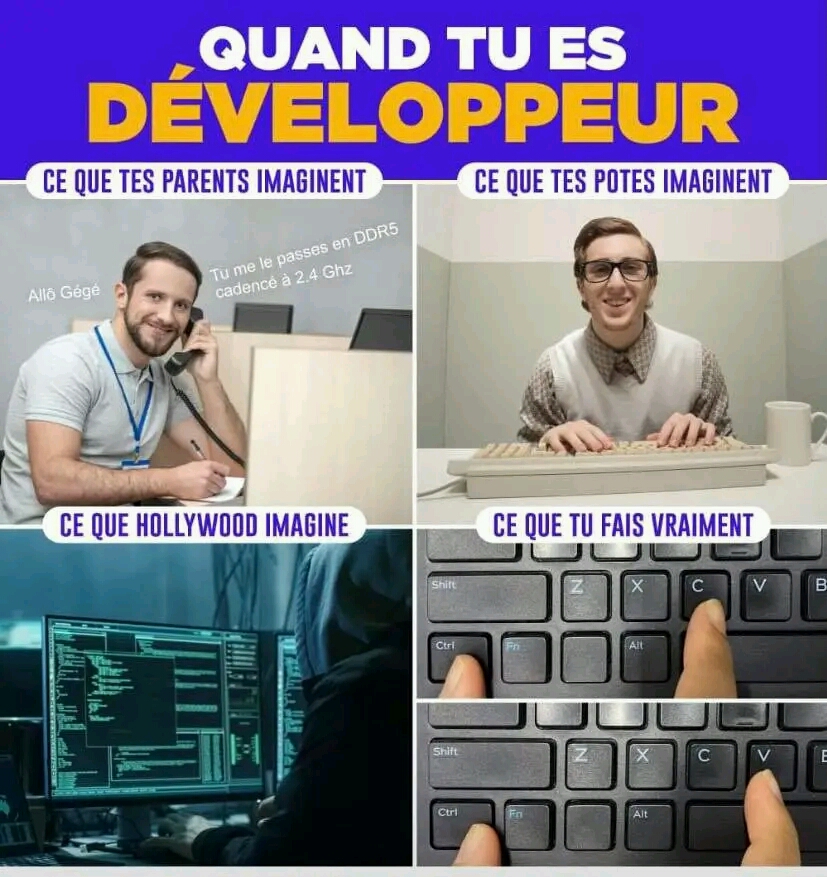 QUAND TU ES
DÉVELOPPEUR
CE QUE TES PARENTS IMAGINENT
CE QUE TES POTES IMAGINENT
Allô Gégé
Tu me le passes en DDR5
cadencé à 2.4 Ghz
CE QUE HOLLYWOOD IMAGINE
CE QUE TU FAIS VRAIMENT
Shift Z X C V B
Ctrl Fn Alt
Shift Z X C V
Ctrl Fn Alt